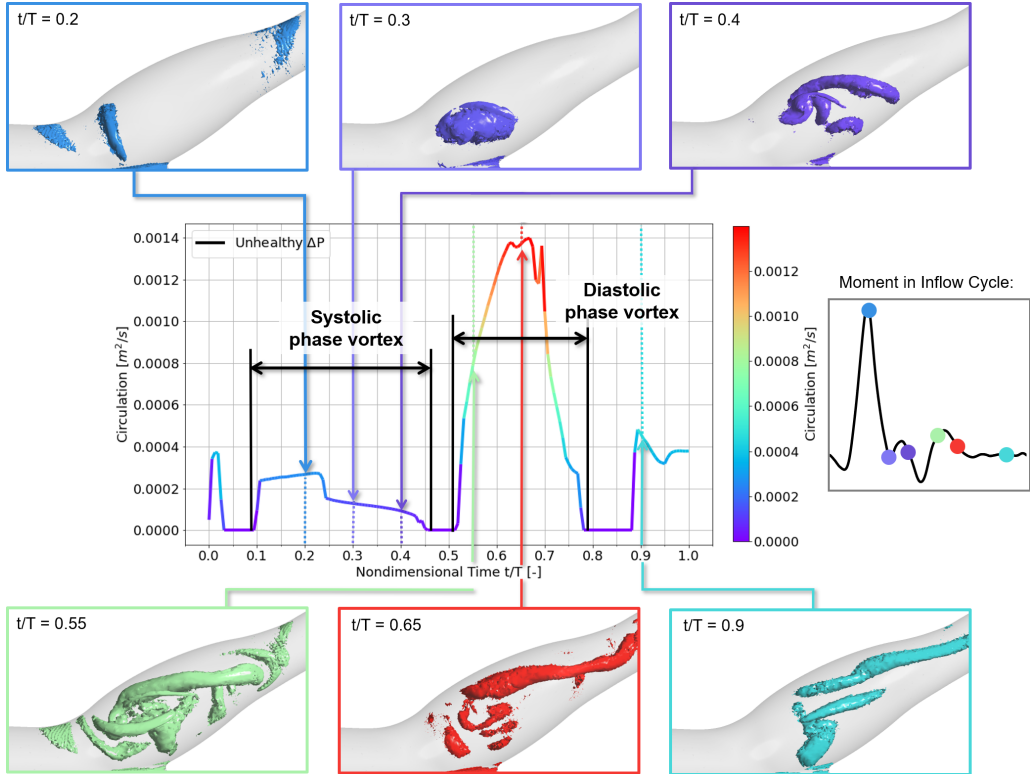 t/T = 0.2
t/T = 0.3
t/T = 0.4
Unhealthy ΔP
Systolic
phase vortex
Diastolic
phase vortex
Circulation [m²/s]
0.0014
0.0012
0.0010
0.0008
0.0006
0.0004
0.0002
0.0000
0.0
0.1
0.2
0.3
0.4
0.5
0.6
0.7
0.8
0.9
1.0
Nondimensional Time t/T [-]
0.0012
0.0010
0.0008
0.0006
0.0004
0.0002
0.0000
Circulation [m²/s]
Moment in Inflow Cycle:
t/T = 0.55
t/T = 0.65
t/T = 0.9